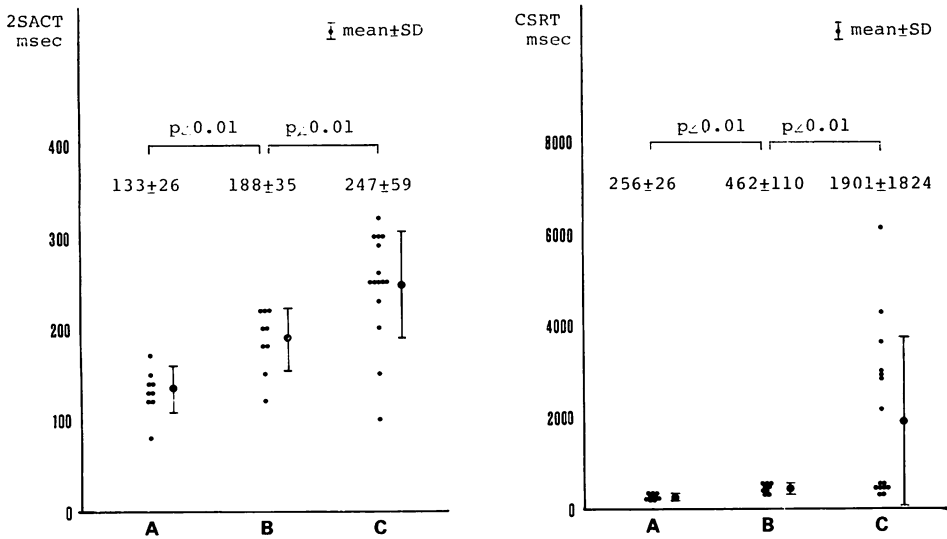 2SACT
msec
mean±SD
p≤0.01 p≤0.01
400
133±26 188±35 247±59
300
200
100
0
A B C
CSRT
msec
mean±SD
p≤0.01 p≤0.01
8000
256±26 462±110 1901±1824
6000
4000
2000
0
A B C